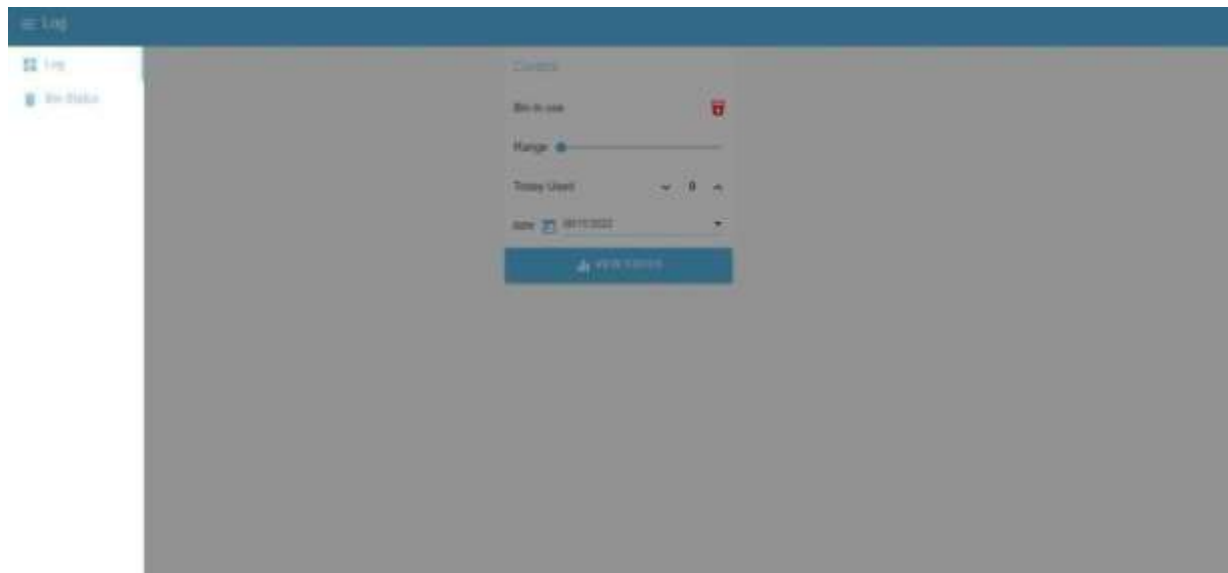 Log
Log
Bin Status
Control
Bin in use
Range
Today Used
0
date